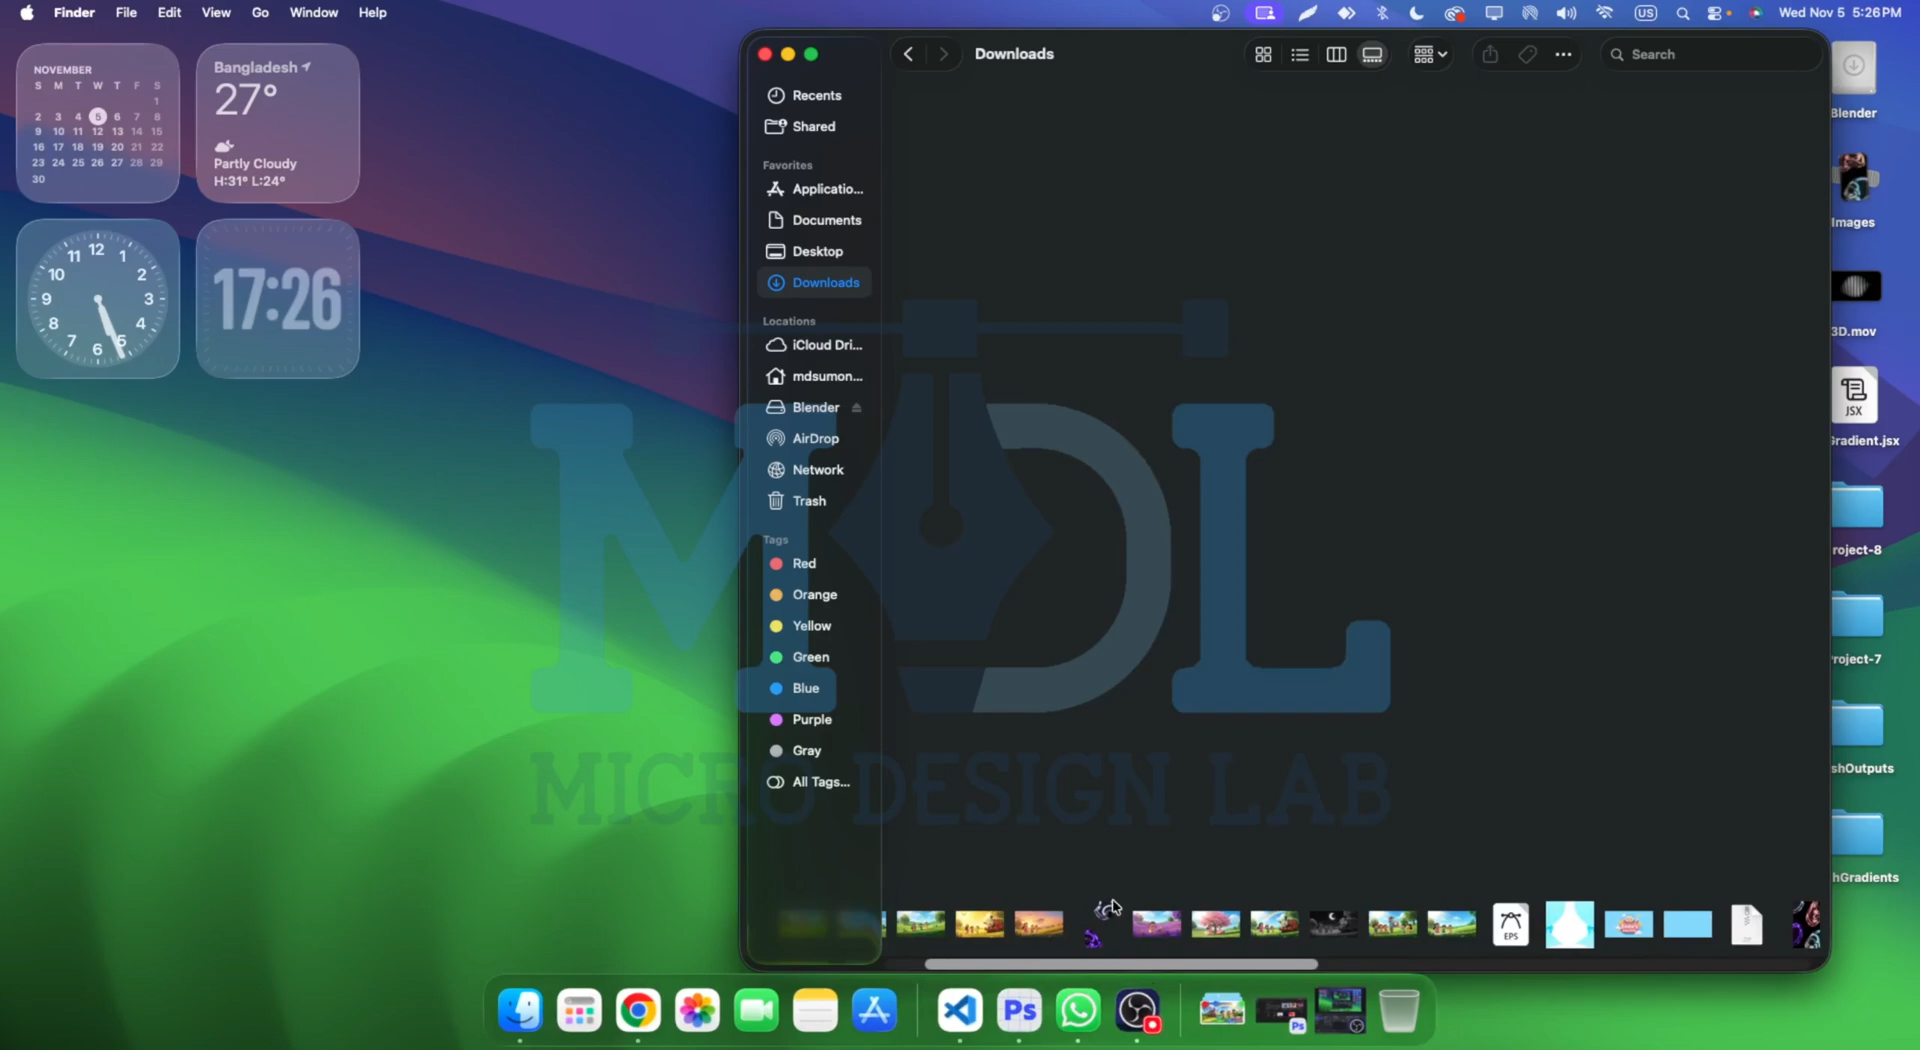 Finder File Edit View Go Window Help
US
Wed Nov 5 5:26 PM
NOVEMBER
S M T W T F S
1
2 3 4 5 6 7 8
9 10 11 12 13 14 15
16 17 18 19 20 21 22
23 24 25 26 27 28 29
30
Bangladesh
27°
Partly Cloudy
H:31° L:24°
12 1 2 3 4 5 6 7 8 9 10 11
17:26
Downloads
Search
Recents
Shared
Favorites
Applicatio...
Documents
Desktop
Downloads
Locations
iCloud Dri...
mdsumon...
Blender
AirDrop
Network
Trash
Tags
Red
Orange
Yellow
Green
Blue
Purple
Gray
All Tags...
Blender
Images
3D.mov
JSX
Gradient.jsx
roject-8
roject-7
shOutputs
hGradients
MDL
MICRO DESIGN LAB
EPS
Ps
Ps